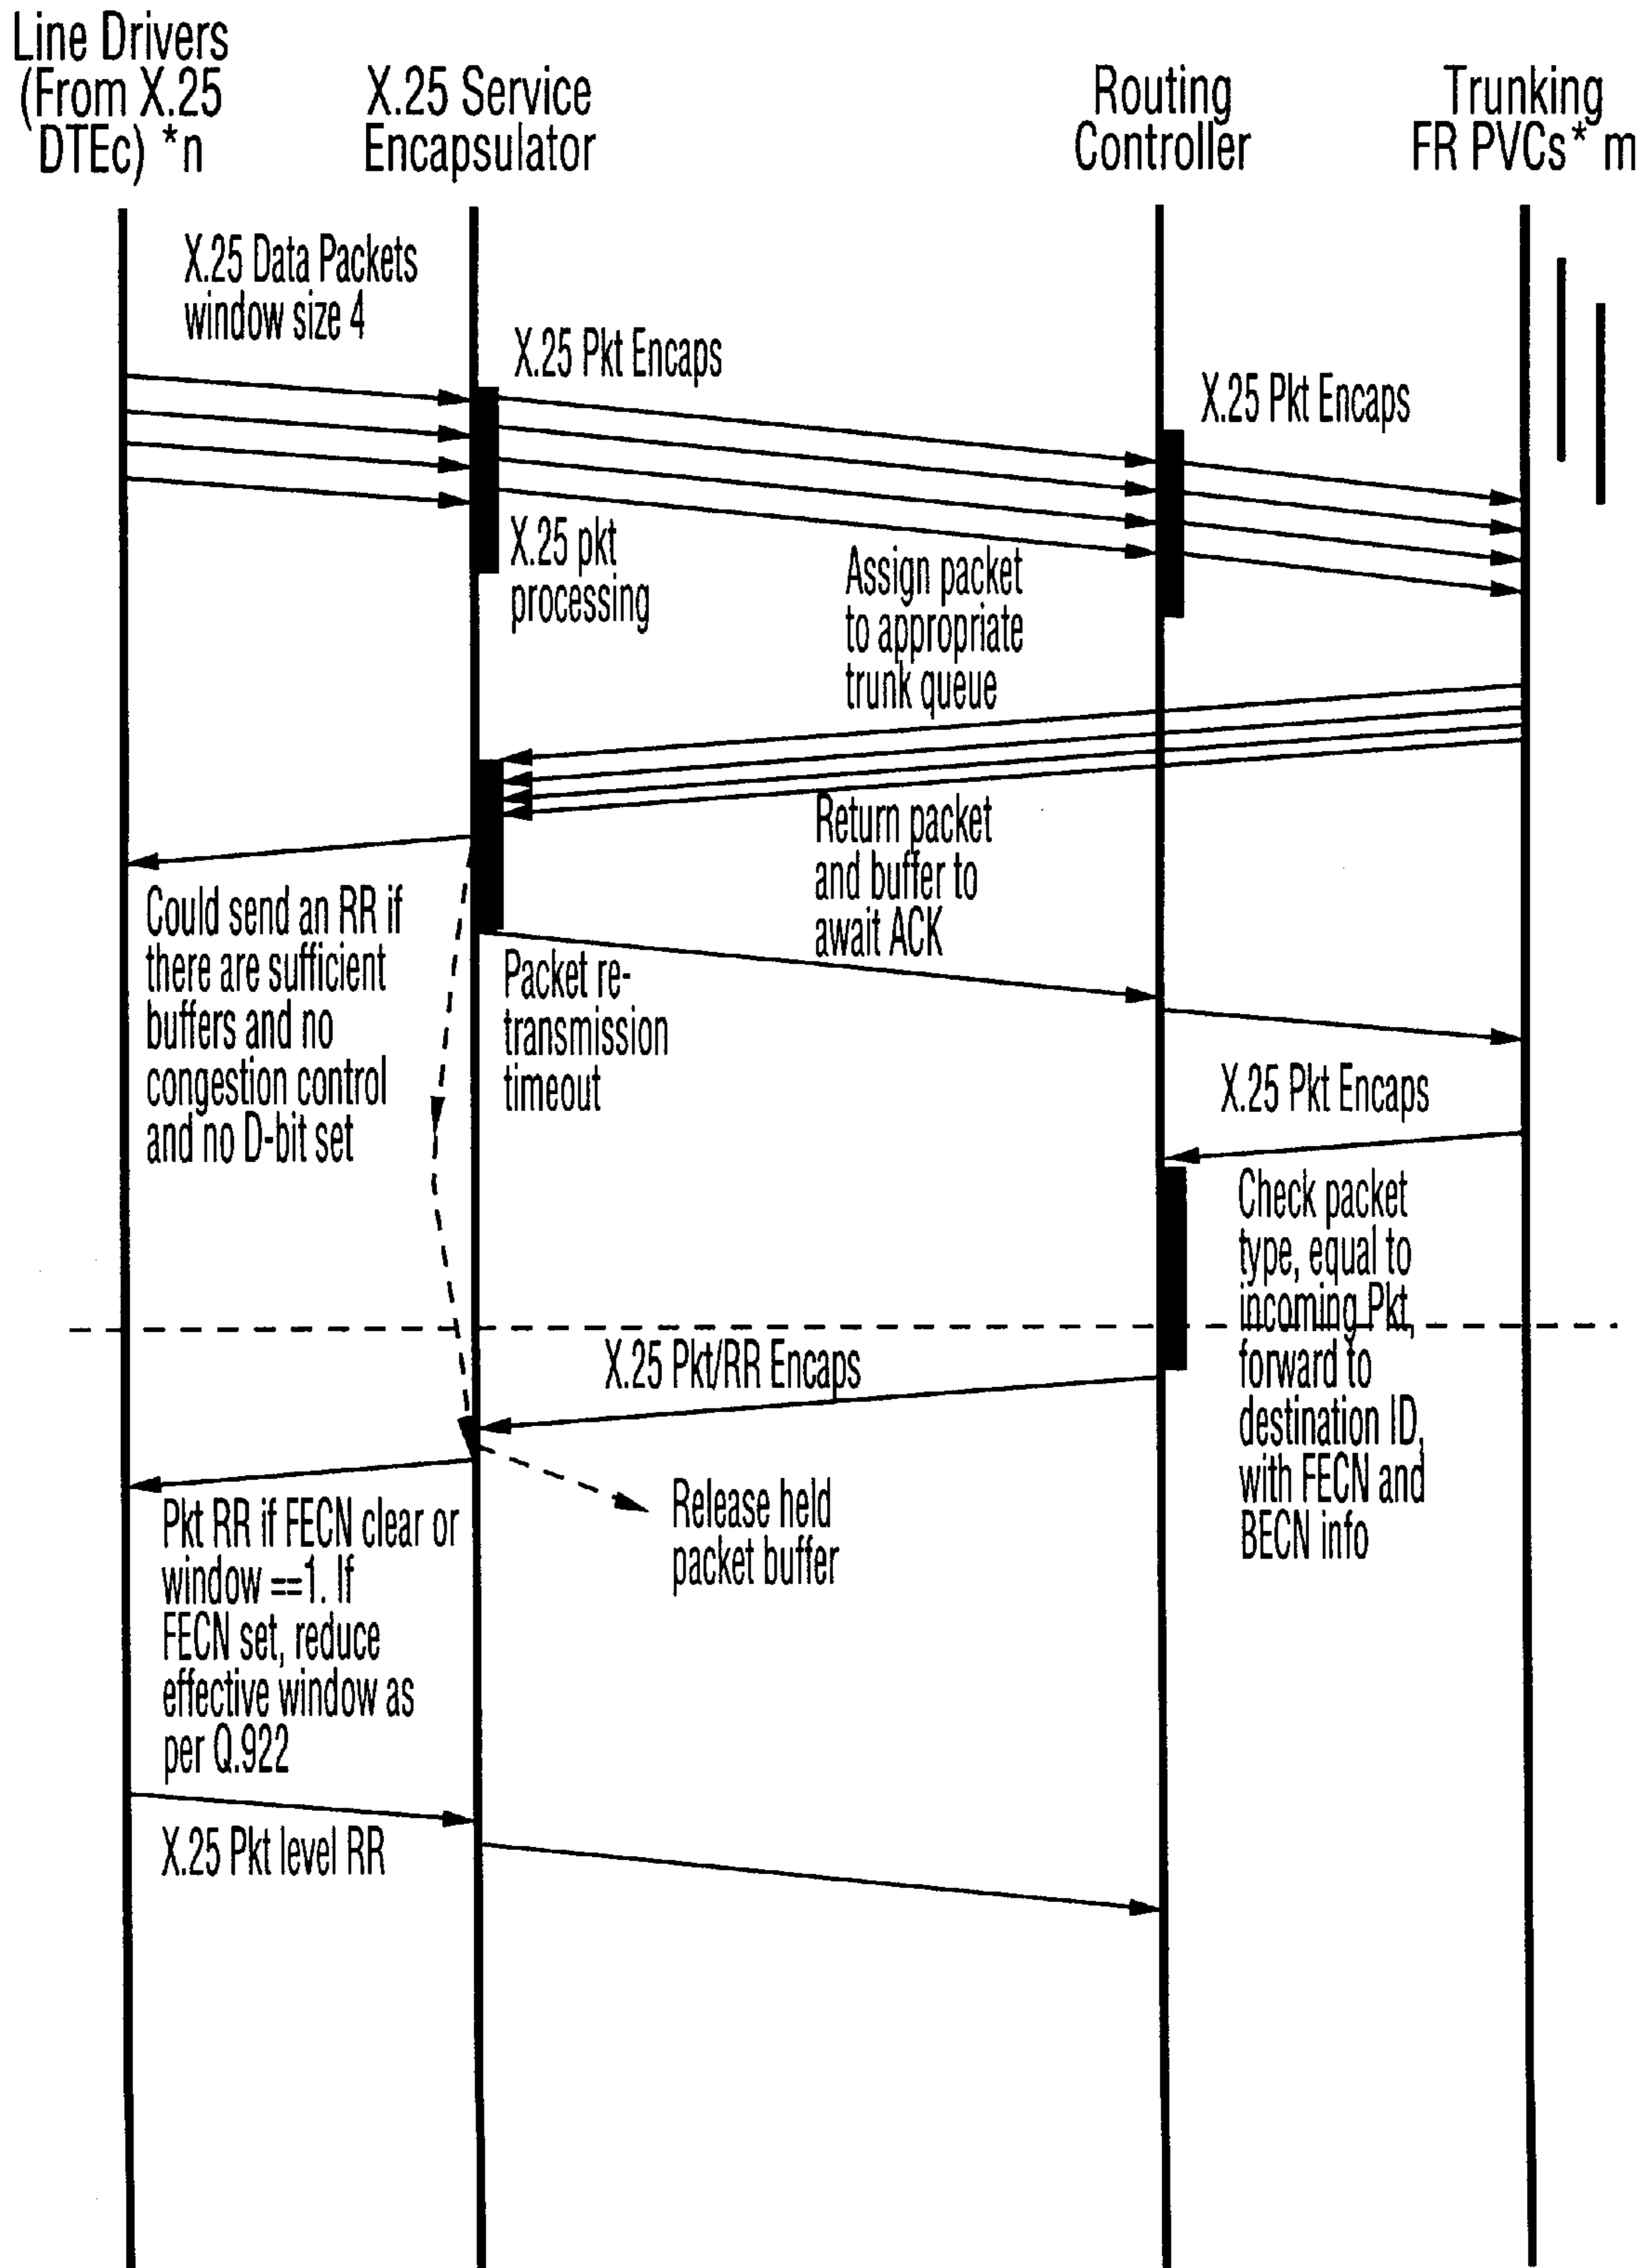 Line Drivers
(From X.25
DTEc) *n
X.25 Service
Encapsulator
Routing
Controller
Trunking
FR PVCs* m
X.25 Data Packets
window size 4
X.25 Pkt Encaps
X.25 Pkt Encaps
X.25 pkt
processing
Assign packet
to appropriate
trunk queue
Return packet
and buffer to
await ACK
Could send an RR if
there are sufficient
buffers and no
congestion control
and no D-bit set
Packet re-
transmission
timeout
X.25 Pkt Encaps
Check packet
type, equal to
incoming Pkt,
forward to
destination ID,
with FECN and
BECN info
X.25 Pkt/RR Encaps
Release held
packet buffer
Pkt RR if FECN clear or
window ==1. If
FECN set, reduce
effective window as
per Q.922
X.25 Pkt level RR